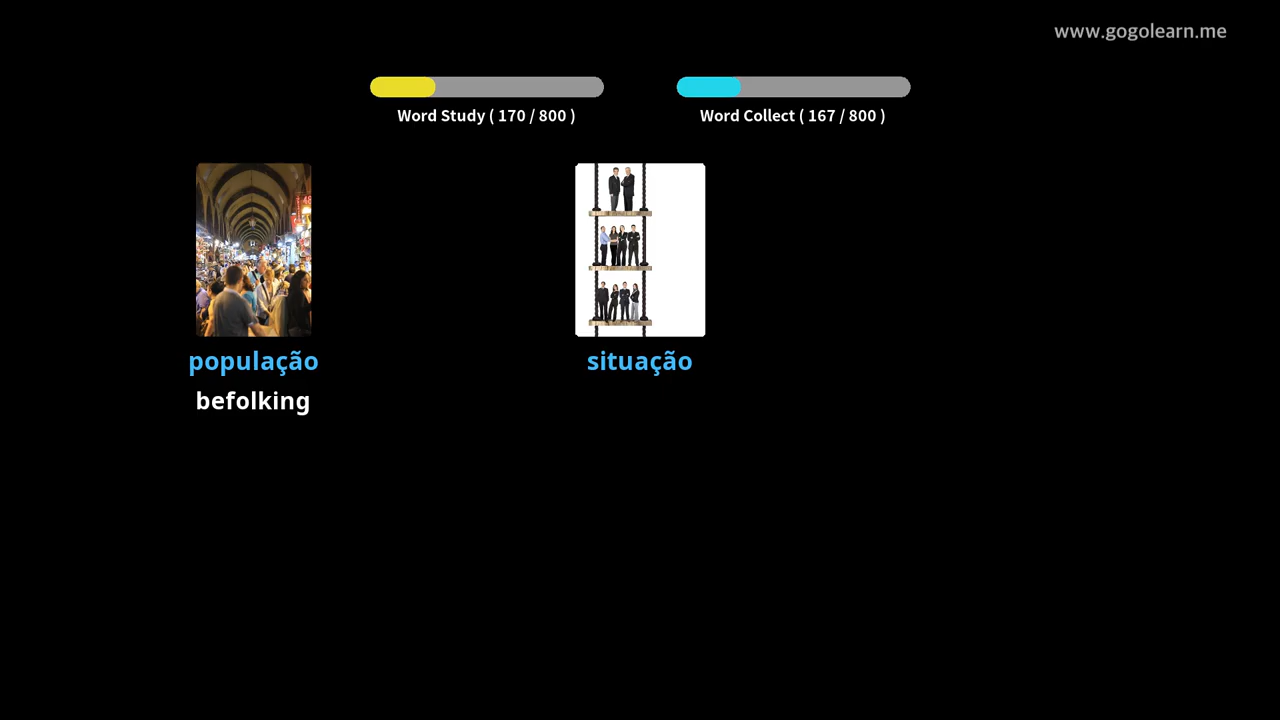 www.gogolearn.me
Word Study ( 170 / 800 )
Word Collect ( 167 / 800 )
população
situação
befolking